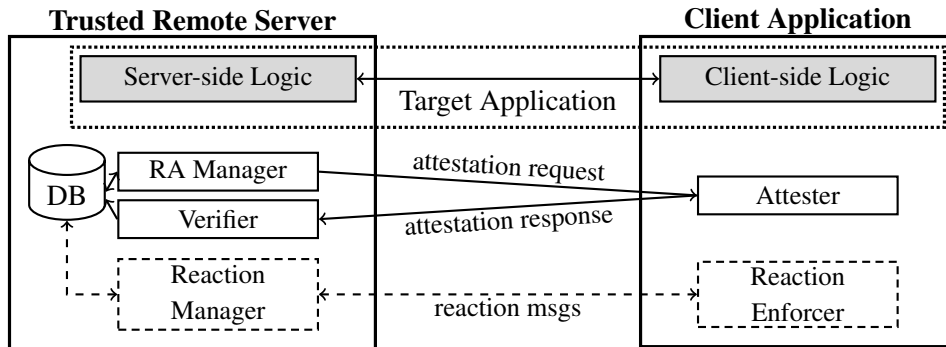 Trusted Remote Server
Client Application
Server-side Logic
Client-side Logic
Target Application
DB
RA Manager
attestation request
Attester
Verifier
attestation response
Reaction
Manager
reaction msgs
Reaction
Enforcer